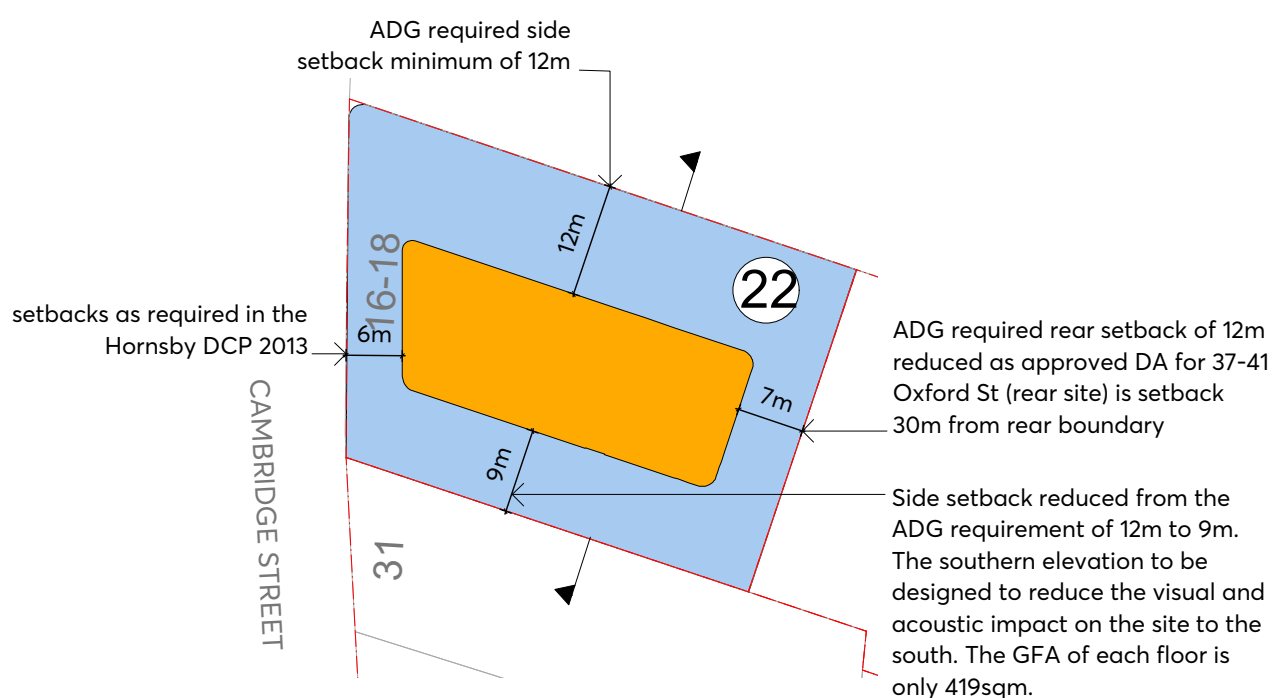 ADG required side
setback minimum of 12m
12m
22
16-18
setbacks as required in the
Hornsby DCP 2013
6m
7m
ADG required rear setback of 12m
reduced as approved DA for 37-41
Oxford St (rear site) is setback
30m from rear boundary
CAMBRIDGE STREET
9m
31
Side setback reduced from the
ADG requirement of 12m to 9m.
The southern elevation to be
designed to reduce the visual and
acoustic impact on the site to the
south. The GFA of each floor is
only 419sqm.